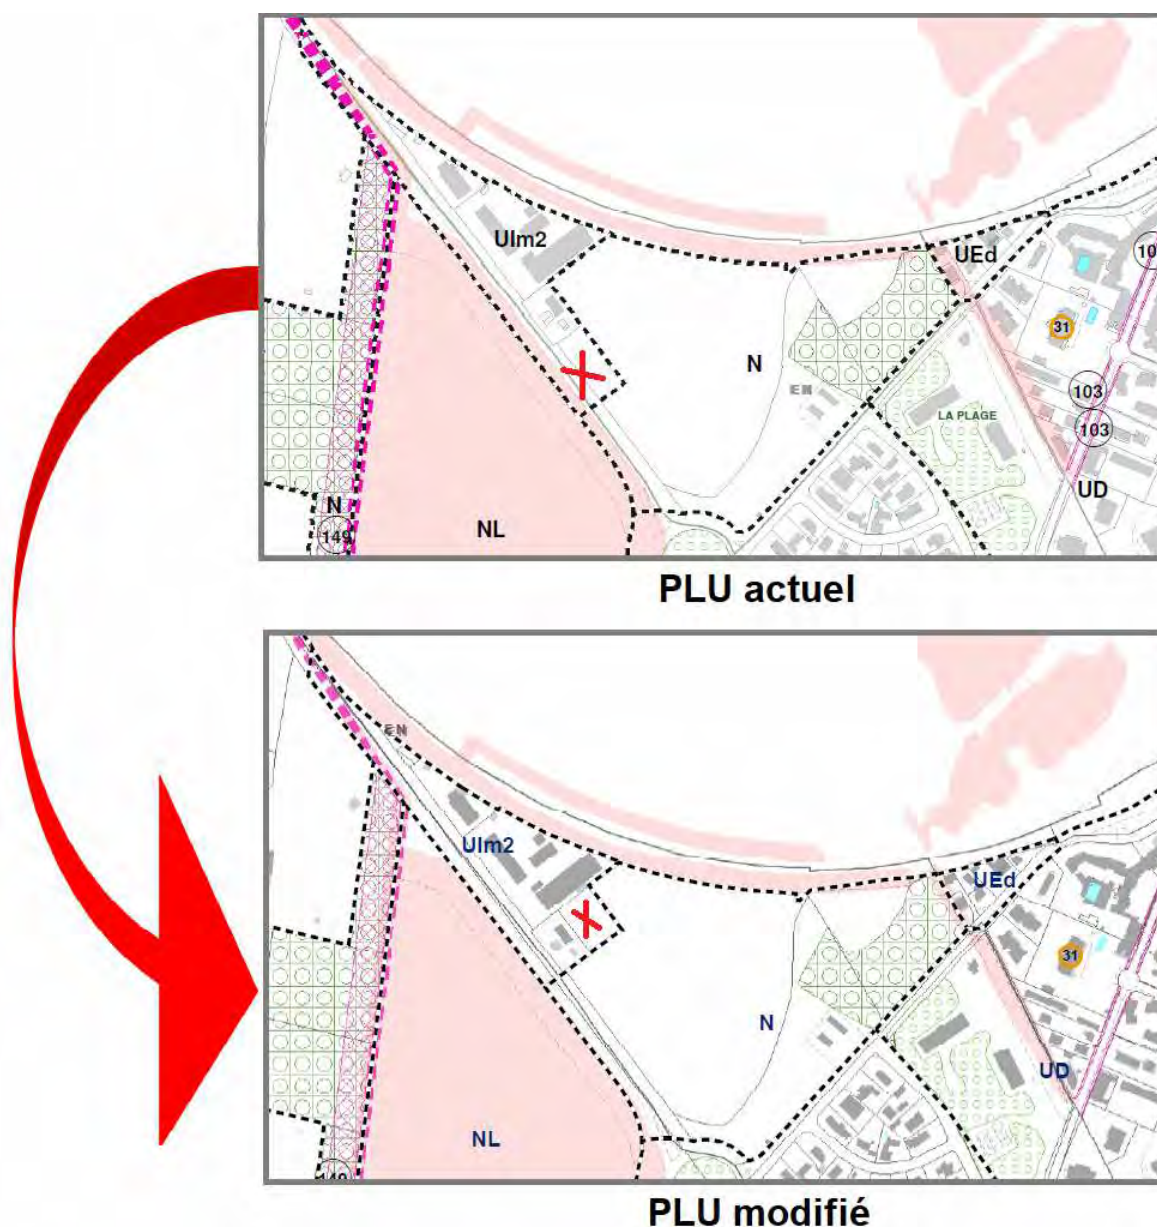 UIm2
UEd
10
31
N
EN
103
LA PLAGE
103
UD
N
149
NL
PLU actuel
EN
UIm2
UEd
31
N
UD
NL
149
PLU modifié